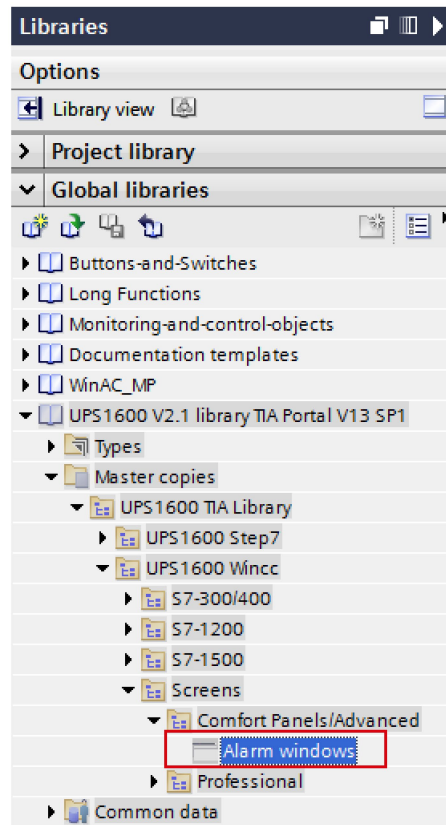 Libraries
Options
Library view
Project library
Global libraries
Buttons-and-Switches
Long Functions
Monitoring-and-control-objects
Documentation templates
WinAC_MP
UPS1600 V2.1 library TIA Portal V13 SP1
Types
Master copies
UPS1600 TIA Library
UPS1600 Step7
UPS1600 Wincc
S7-300/400
S7-1200
S7-1500
Screens
Comfort Panels/Advanced
Alarm windows
Professional
Common data